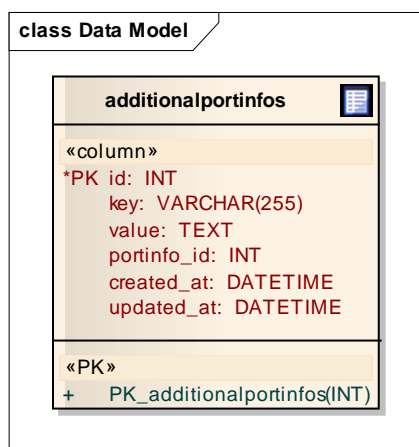 class Data Model
additionalportinfos
«column»
*PK id: INT
key: VARCHAR(255)
value: TEXT
portinfo_id: INT
created_at: DATETIME
updated_at: DATETIME
«PK»
+ PK_additionalportinfos(INT)